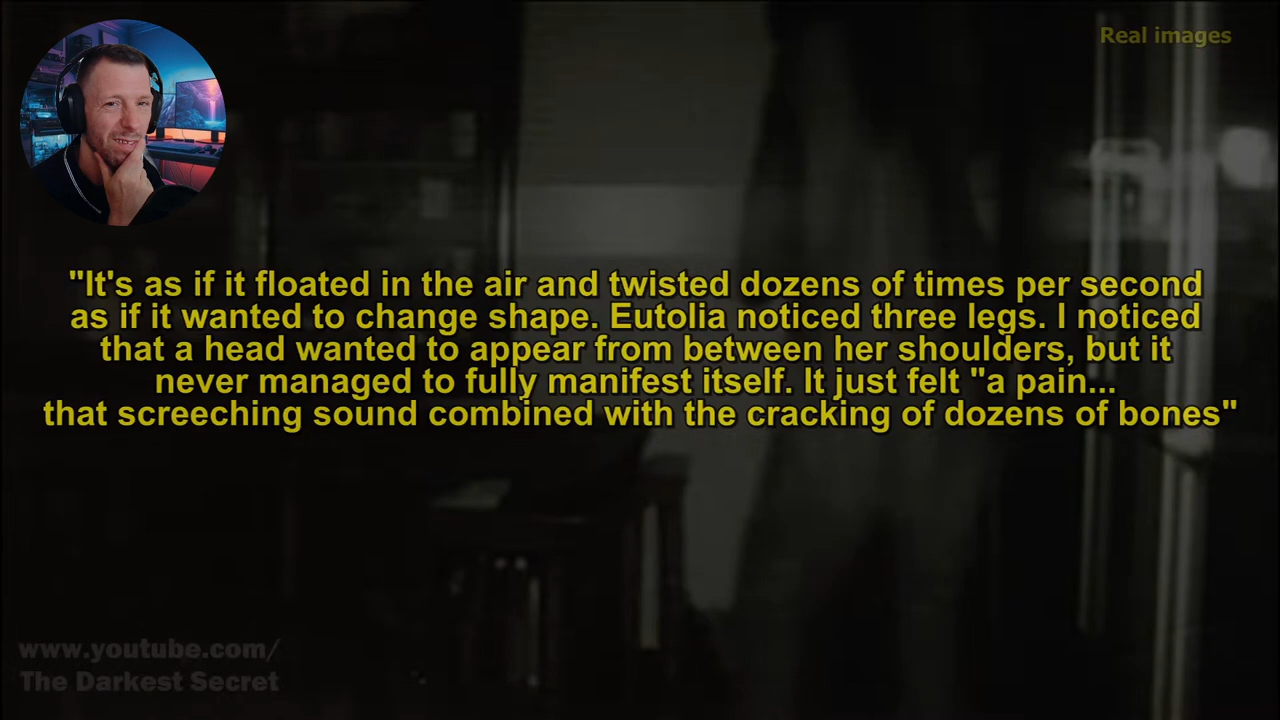 Real images
"It's as if it floated in the air and twisted dozens of times per second
as if it wanted to change shape. Eutolia noticed three legs. I noticed
that a head wanted to appear from between her shoulders, but it
never managed to fully manifest itself. It just felt "a pain...
that screeching sound combined with the cracking of dozens of bones"
www.youtube.com/
The Darkest Secret